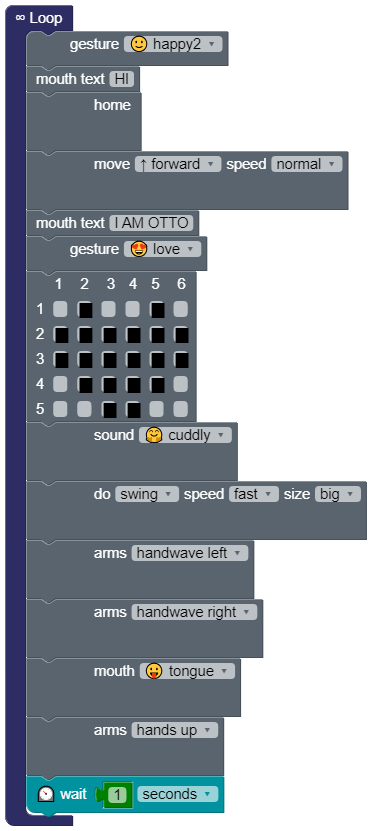 ∞ Loop
gesture 🙂 happy2 ▾
mouth text HI
home
move ↑ forward ▾ speed normal ▾
mouth text I AM OTTO
gesture 😍 love ▾
1 2 3 4 5 6
1
2
3
4
5
sound 🤗 cuddly ▾
do swing ▾ speed fast ▾ size big ▾
arms handwave left ▾
arms handwave right ▾
mouth 😛 tongue ▾
arms hands up ▾
wait 1 seconds ▾